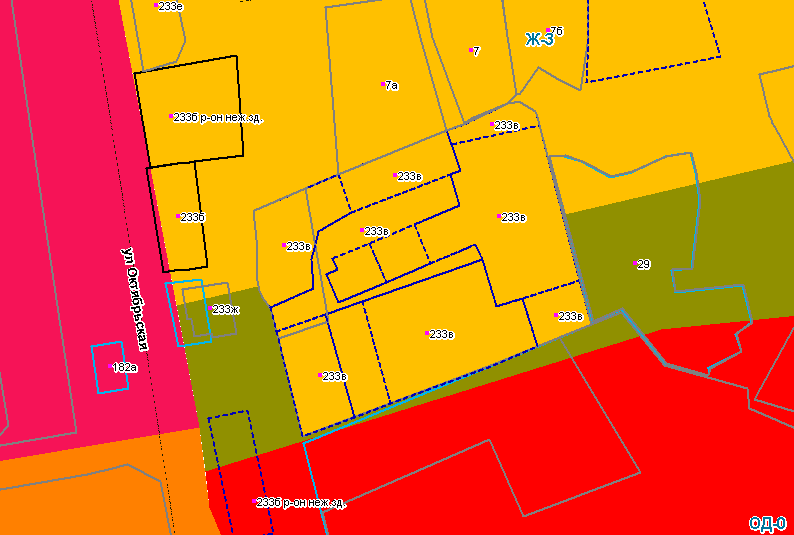 233е
7б
Ж-3
7
7а
233б р-он неж.зд.
233в
233в
233б
233в
233в
233в
ул Октябрьская
29
233ж
233в
233в
182а
233в
233б р-он неж.зд.
ОД-0